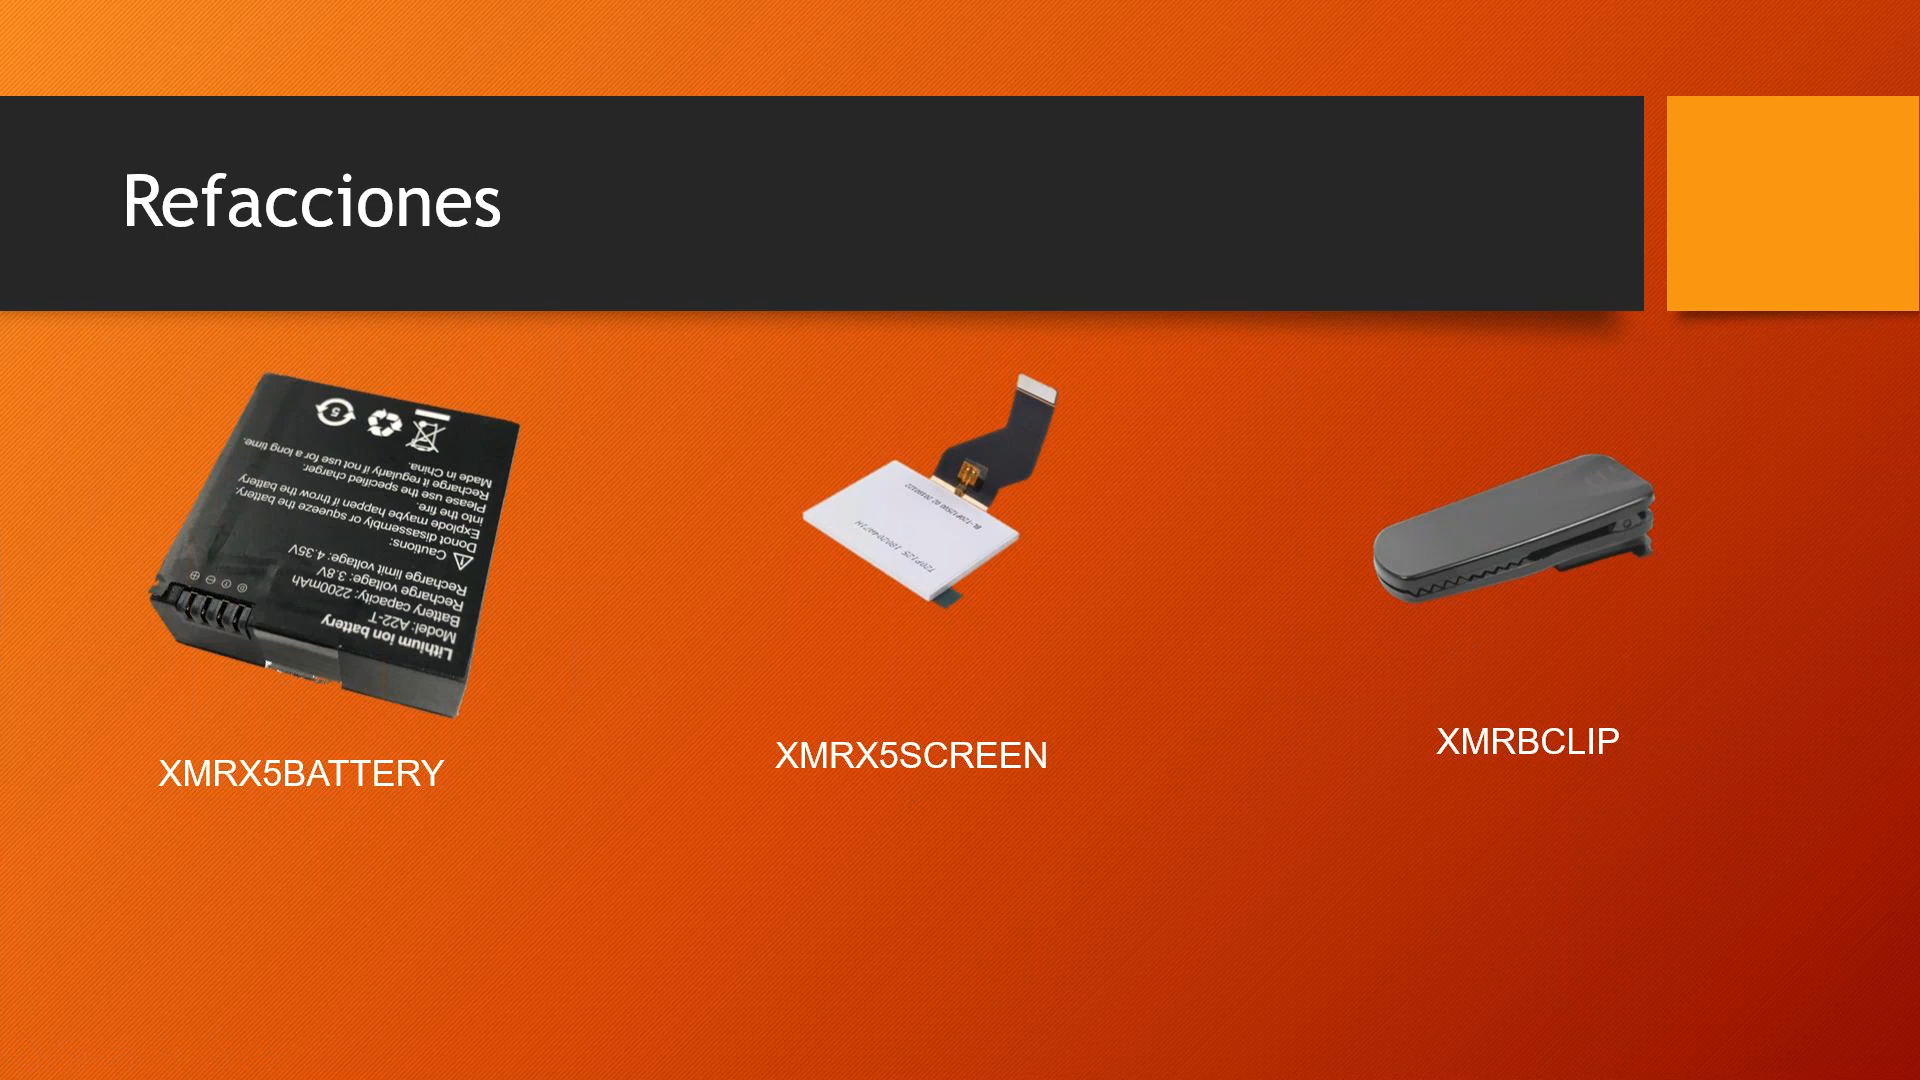 Refacciones
Lithium ion battery
Model: A22-T
Battery capacity: 2200mAh
Recharge voltage: 3.8V
Recharge limit voltage: 4.35V
Cautions:
Donot disassembly or squeeze the battery.
Explode maybe happen if throw the battery
into the fire.
Please use the specified charger.
Recharge it regularly if not use for a long time.
Made in China.
5
XMRX5BATTERY
XMRX5SCREEN
XMRBCLIP